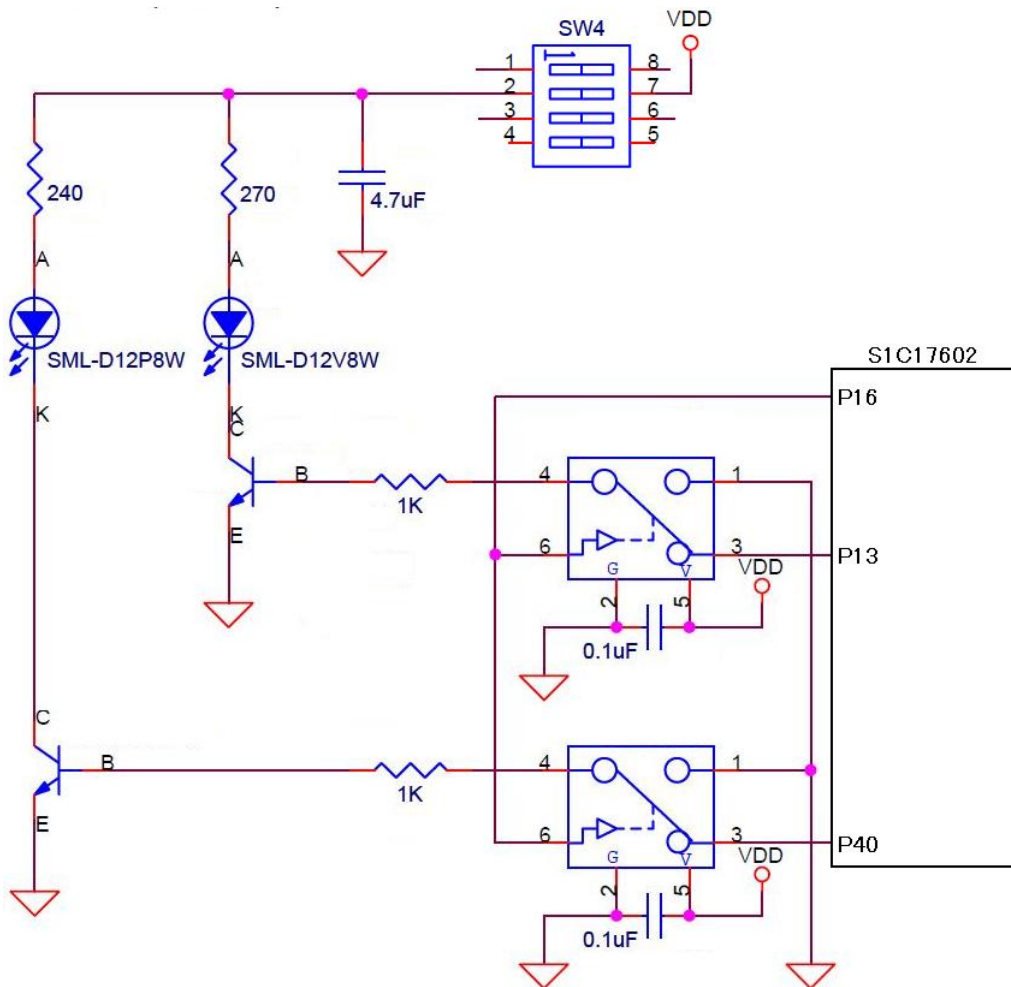 SW4
VDD
1
8
2
7
3
6
4
5
240
270
4.7uF
A
A
SML-D12P8W
SML-D12V8W
S1C17602
K
K
C
P16
B
1K
4
1
E
6
3
P13
G
V
VDD
2
5
0.1uF
C
B
1K
4
1
E
6
3
P40
G
V
VDD
2
5
0.1uF